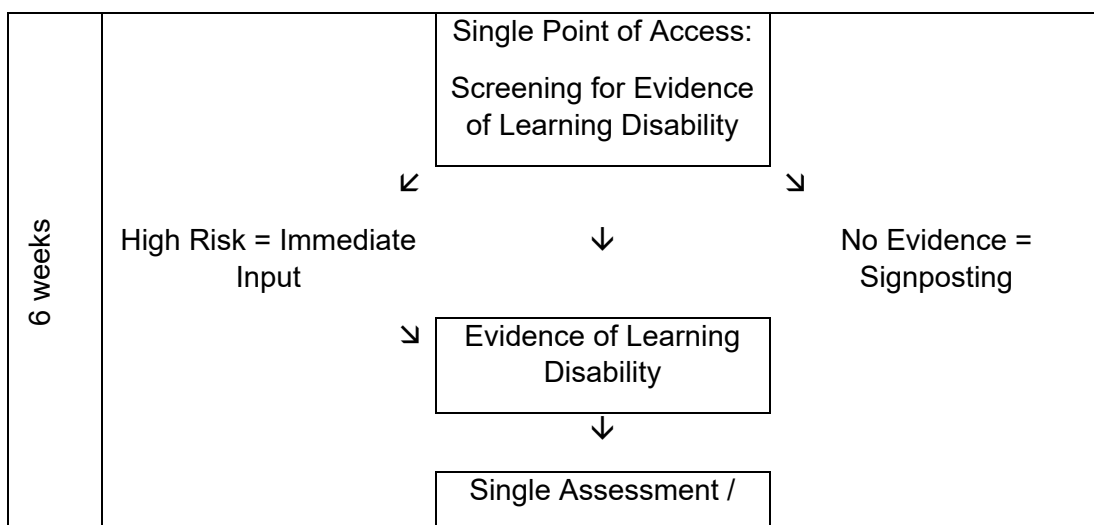 6 weeks
Single Point of Access:
Screening for Evidence
of Learning Disability
↙
↘
High Risk = Immediate
Input
↓
No Evidence =
Signposting
↘
Evidence of Learning
Disability
↓
Single Assessment /